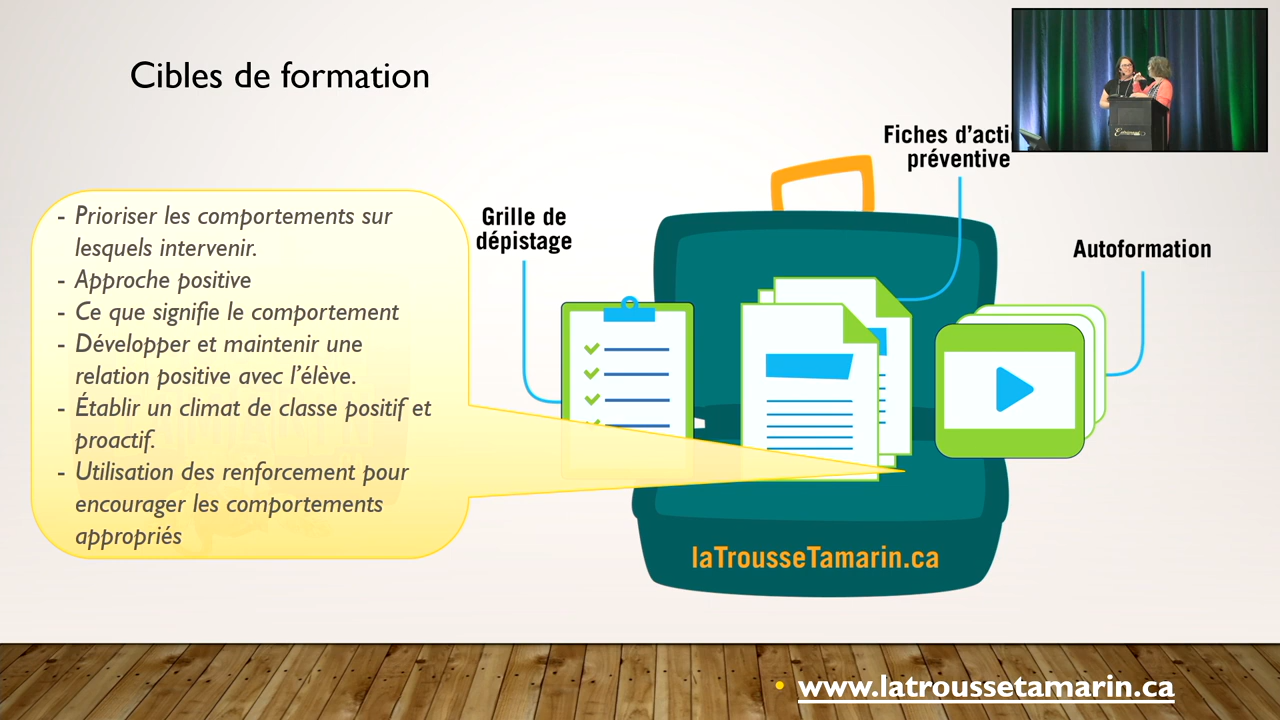 Cibles de formation
Fiches d'acti
préventive
Grille de
dépistage
Autoformation
- Prioriser les comportements sur
lesquels intervenir.
- Approche positive
- Ce que signifie le comportement
- Développer et maintenir une
relation positive avec l'élève.
- Établir un climat de classe positif et
proactif.
- Utilisation des renforcement pour
encourager les comportements
appropriés
laTrousseTamarin.ca
• www.latroussetamarin.ca